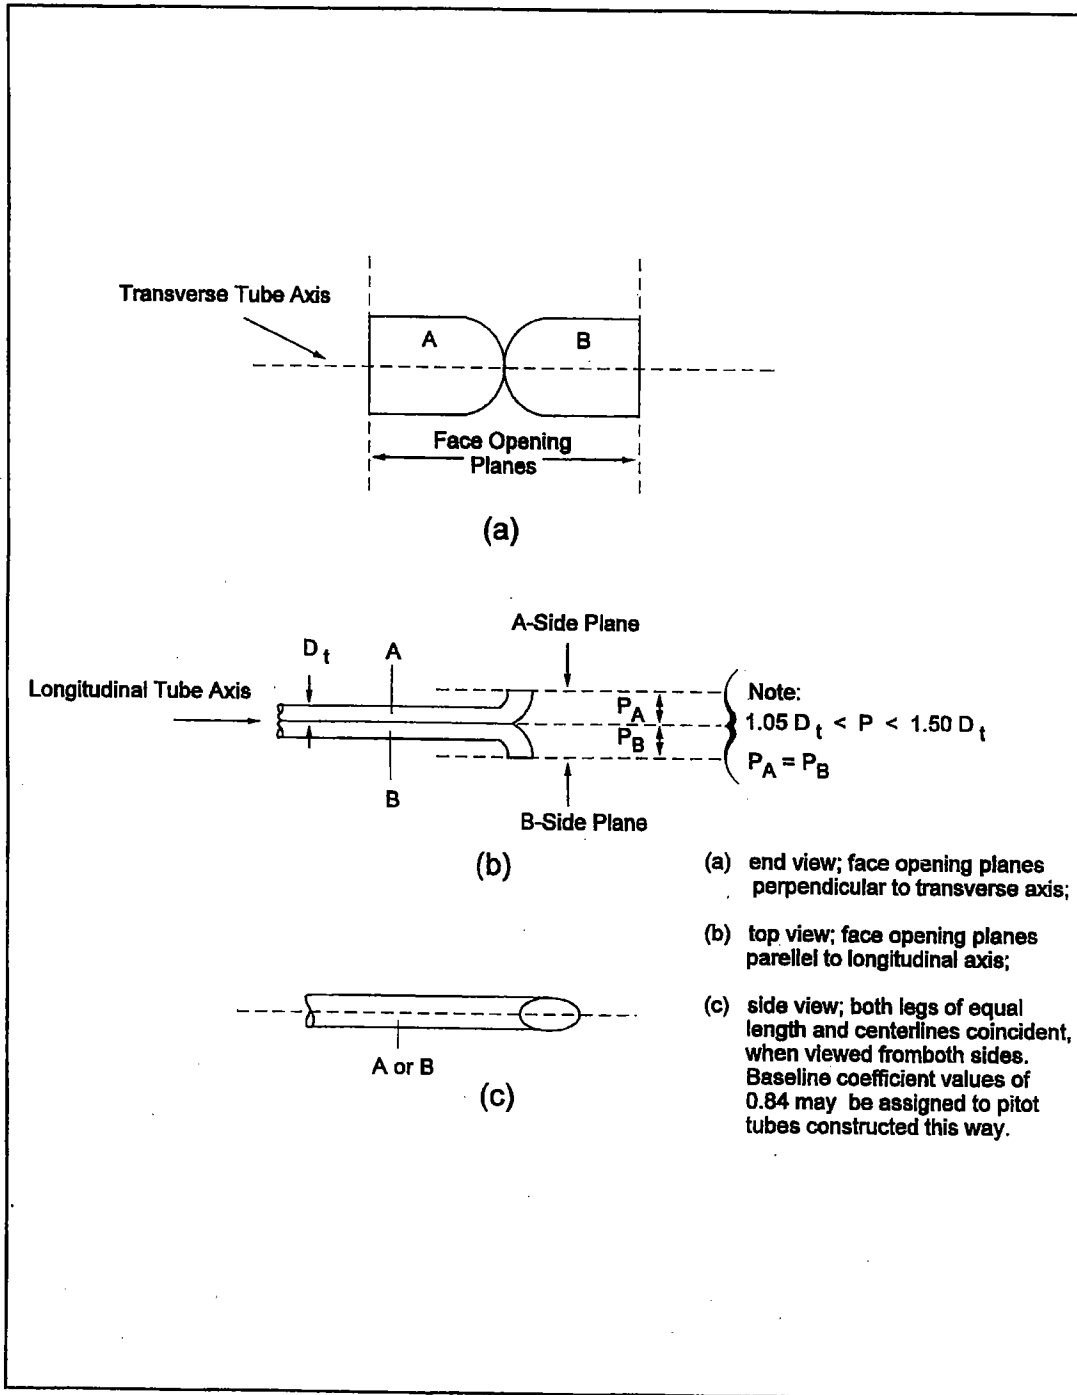 Transverse Tube Axis
A
B
Face Opening
Planes
(a)
A-Side Plane
D t
A
Longitudinal Tube Axis
P A
P B
Note:
1.05 D t < P < 1.50 D t
P A = P B
B
B-Side Plane
(b)
(a) end view; face opening planes
perpendicular to transverse axis;
(b) top view; face opening planes
parellel to longitudinal axis;
(c) side view; both legs of equal
length and centerlines coincident,
when viewed fromboth sides.
Baseline coefficient values of
0.84 may be assigned to pitot
tubes constructed this way.
A or B
(c)